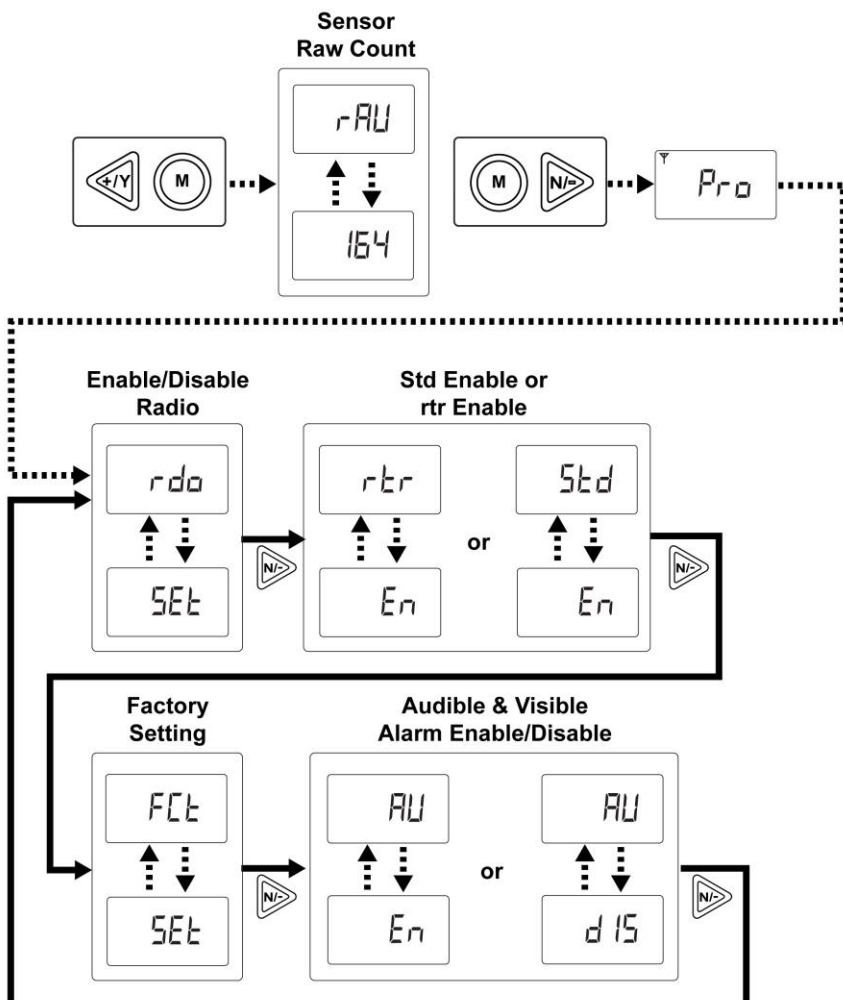 Sensor
Raw Count
rAU
+/Y M
M N/-
Pro
164
Enable/Disable
Radio
Std Enable or
rtr Enable
rdo
rtr
Std
or
N/-
N/-
SEt
En
En
Factory
Setting
Audible & Visible
Alarm Enable/Disable
FCt
AU
AU
or
N/-
N/-
SEt
En
dIS